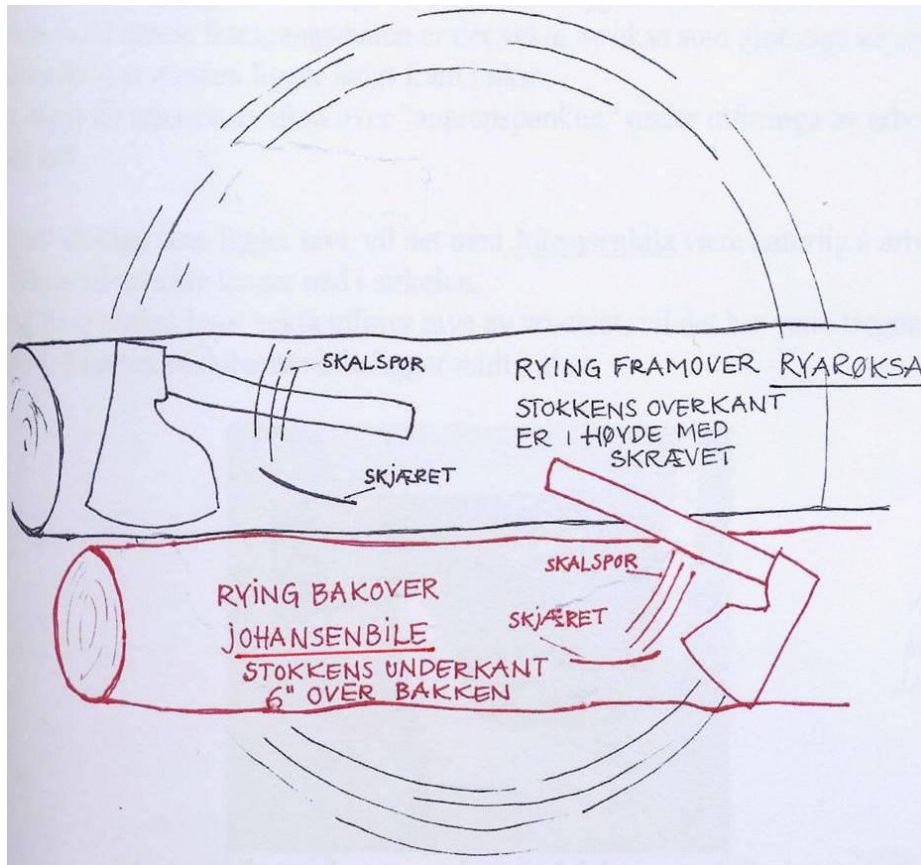 SKALSPOR
SKJÆRET
RYING FRAMOVER RYARØKSA
STOKKENS OVERKANT
ER I HØYDE MED
SKRÆVET
SKALSPOR
SKJÆRET
RYING BAKOVER
JOHANSENBILE
STOKKENS UNDERKANT
6" OVER BAKKEN